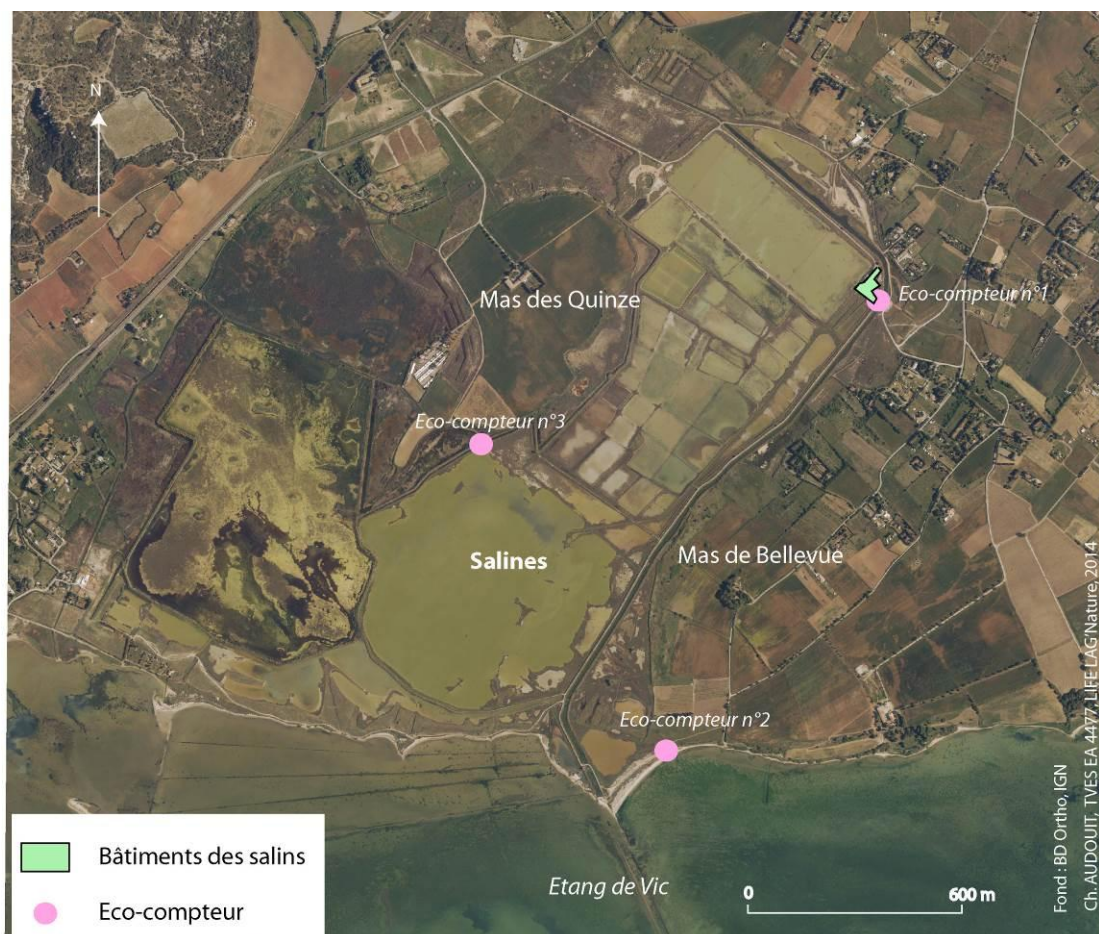 N
Mas des Quinze
Eco-compteur n°1
Eco-compteur n°3
Salines
Mas de Bellevue
Eco-compteur n°2
Etang de Vic
0 600 m
Bâtiments des salins
Eco-compteur
Fond : BD Ortho, IGN
Ch. AUDOUIT, TVES EA 4477, LIFE LAG'Nature, 2014